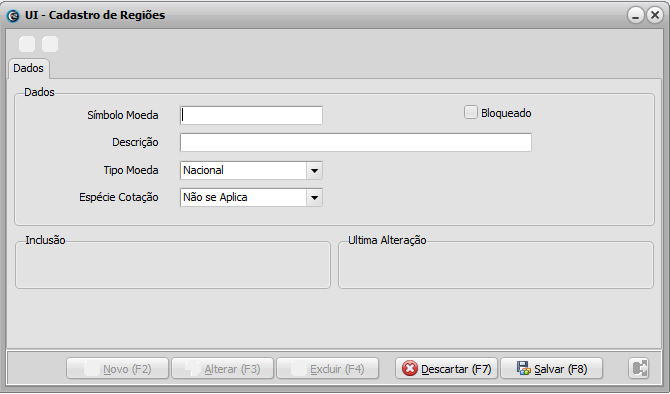 UI - Cadastro de Regiões
Dados
Dados
Símbolo Moeda
Bloqueado
Descrição
Tipo Moeda Nacional
Espécie Cotação Não se Aplica
Inclusão Ultima Alteração
Novo (F2) Alterar (F3) Excluir (F4) Descartar (F7) Salvar (F8)